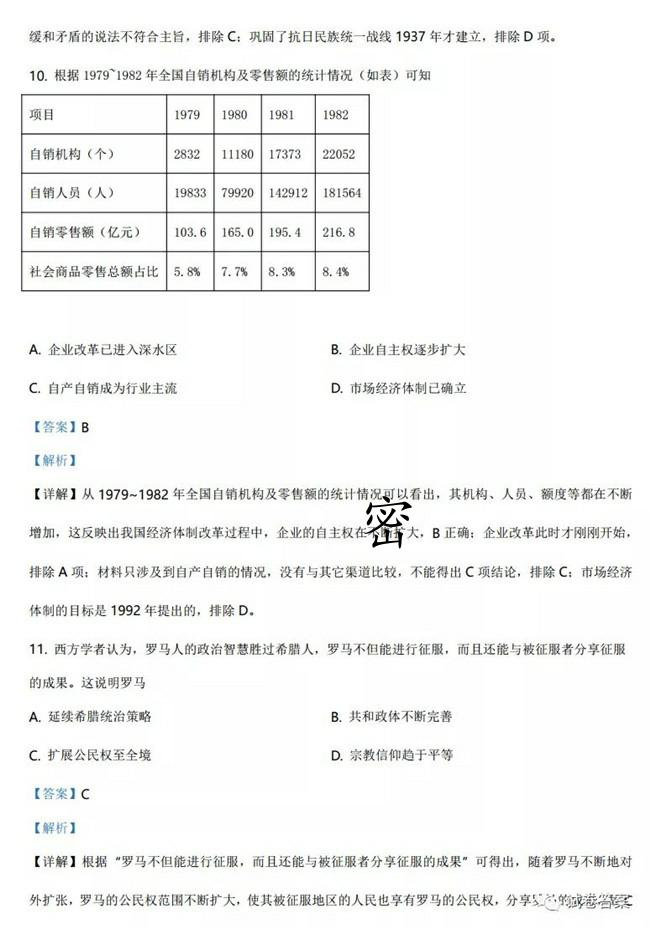 缓和矛盾的说法不符合主旨，排除 C；巩固了抗日民族统一战线 1937 年才建立，排除 D 项。
10. 根据 1979~1982 年全国自销机构及零售额的统计情况（如表）可知
项目 1979 1980 1981 1982
自销机构（个） 2832 11180 17373 22052
自销人员（人） 19833 79920 142912 181564
自销零售额（亿元） 103.6 165.0 195.4 216.8
社会商品零售总额占比 5.8% 7.7% 8.3% 8.4%
A. 企业改革已进入深水区 B. 企业自主权逐步扩大
C. 自产自销成为行业主流 D. 市场经济体制已确立
【答案】B
【解析】
【详解】从 1979~1982 年全国自销机构及零售额的统计情况可以看出，其机构、人员、额度等都在不断
增加，这反映出我国经济体制改革过程中，企业的自主权在不断扩大，B 正确；企业改革此时才刚刚开始，
密
排除 A 项；材料只涉及到自产自销的情况，没有与其它渠道比较，不能得出 C 项结论，排除 C；市场经济
体制的目标是 1992 年提出的，排除 D。
11. 西方学者认为，罗马人的政治智慧胜过希腊人，罗马不但能进行征服，而且还能与被征服者分享征服
的成果。这说明罗马
A. 延续希腊统治策略 B. 共和政体不断完善
C. 扩展公民权至全境 D. 宗教信仰趋于平等
【答案】C
【解析】
【详解】根据“罗马不但能进行征服，而且还能与被征服者分享征服的成果”可得出，随着罗马不断地对
外扩张，罗马的公民权范围不断扩大，使其被征服地区的人民也享有罗马的公民权，分享
试卷答案